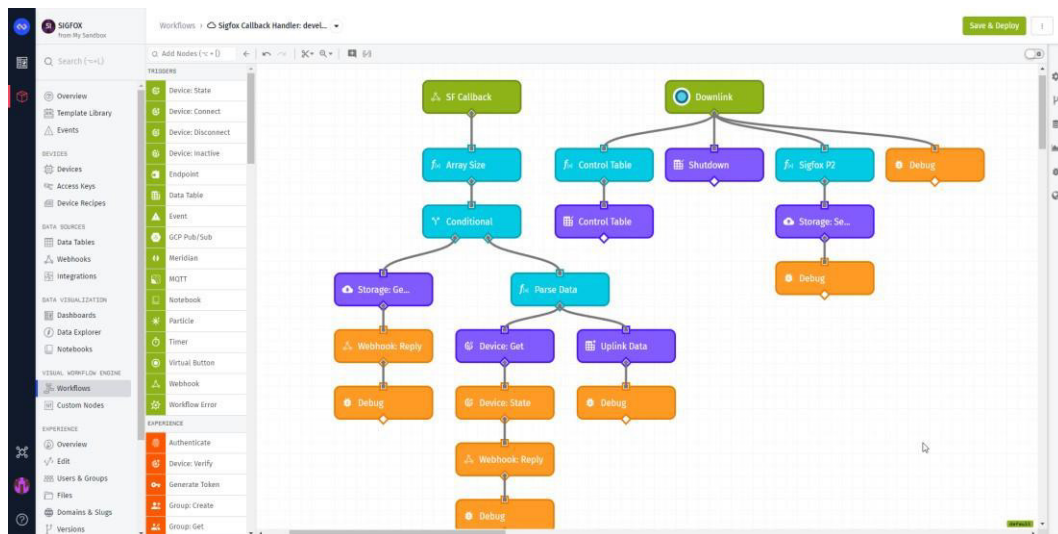 SIGFOX
from My Sandbox
Workflows › Sigfox Callback Handler: devel...
Save & Deploy
Search (⌥+L)
Overview
Template Library
Events
DEVICES
Devices
Access Keys
Device Recipes
DATA SOURCES
Data Tables
Webhooks
Integrations
DATA VISUALIZATION
Dashboards
Data Explorer
Notebooks
VISUAL WORKFLOW ENGINE
Workflows
Custom Nodes
EXPERIENCE
Overview
Edit
Users & Groups
Files
Domains & Slugs
Versions
TRIGGERS
Device: State
Device: Connect
Device: Disconnect
Device: Inactive
Endpoint
Data Table
Event
GCP Pub/Sub
Meridian
MQTT
Notebook
Particle
Timer
Virtual Button
Webhook
Workflow Error
EXPERIENCE
Authenticate
Device: Verify
Generate Token
Group: Create
Group: Get
SF Callback
Downlink
Array Size
Control Table
Shutdown
Sigfox P2
Debug
Conditional
Control Table
Storage: Se...
Storage: Ge...
Parse Data
Debug
Webhook: Reply
Device: Get
Uplink Data
Debug
Device: State
Debug
Webhook: Reply
Debug
default